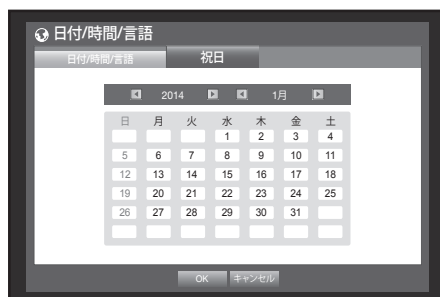 日付/時間/言語
日付/時間/言語 祝日
2014 1月
日 月 火 水 木 金 土
1 2 3 4
5 6 7 8 9 10 11
12 13 14 15 16 17 18
19 20 21 22 23 24 25
26 27 28 29 30 31
OK キャンセル